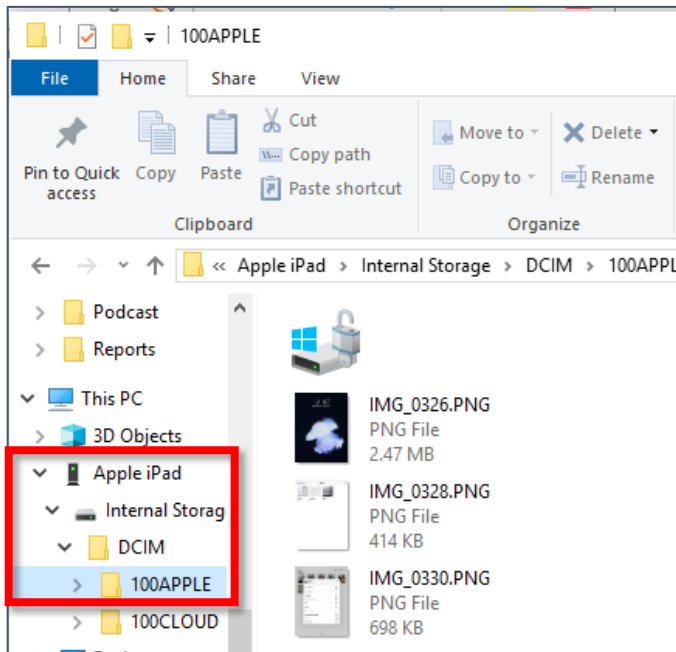 100APPLE
File Home Share View
Pin to Quick access
Copy
Paste
Cut
Copy path
Paste shortcut
Clipboard
Move to
Copy to
Delete
Rename
Organize
« Apple iPad > Internal Storage > DCIM > 100APPL
Podcast
Reports
This PC
3D Objects
Apple iPad
Internal Storag
DCIM
100APPLE
100CLOUD
IMG_0326.PNG
PNG File
2.47 MB
IMG_0328.PNG
PNG File
414 KB
IMG_0330.PNG
PNG File
698 KB